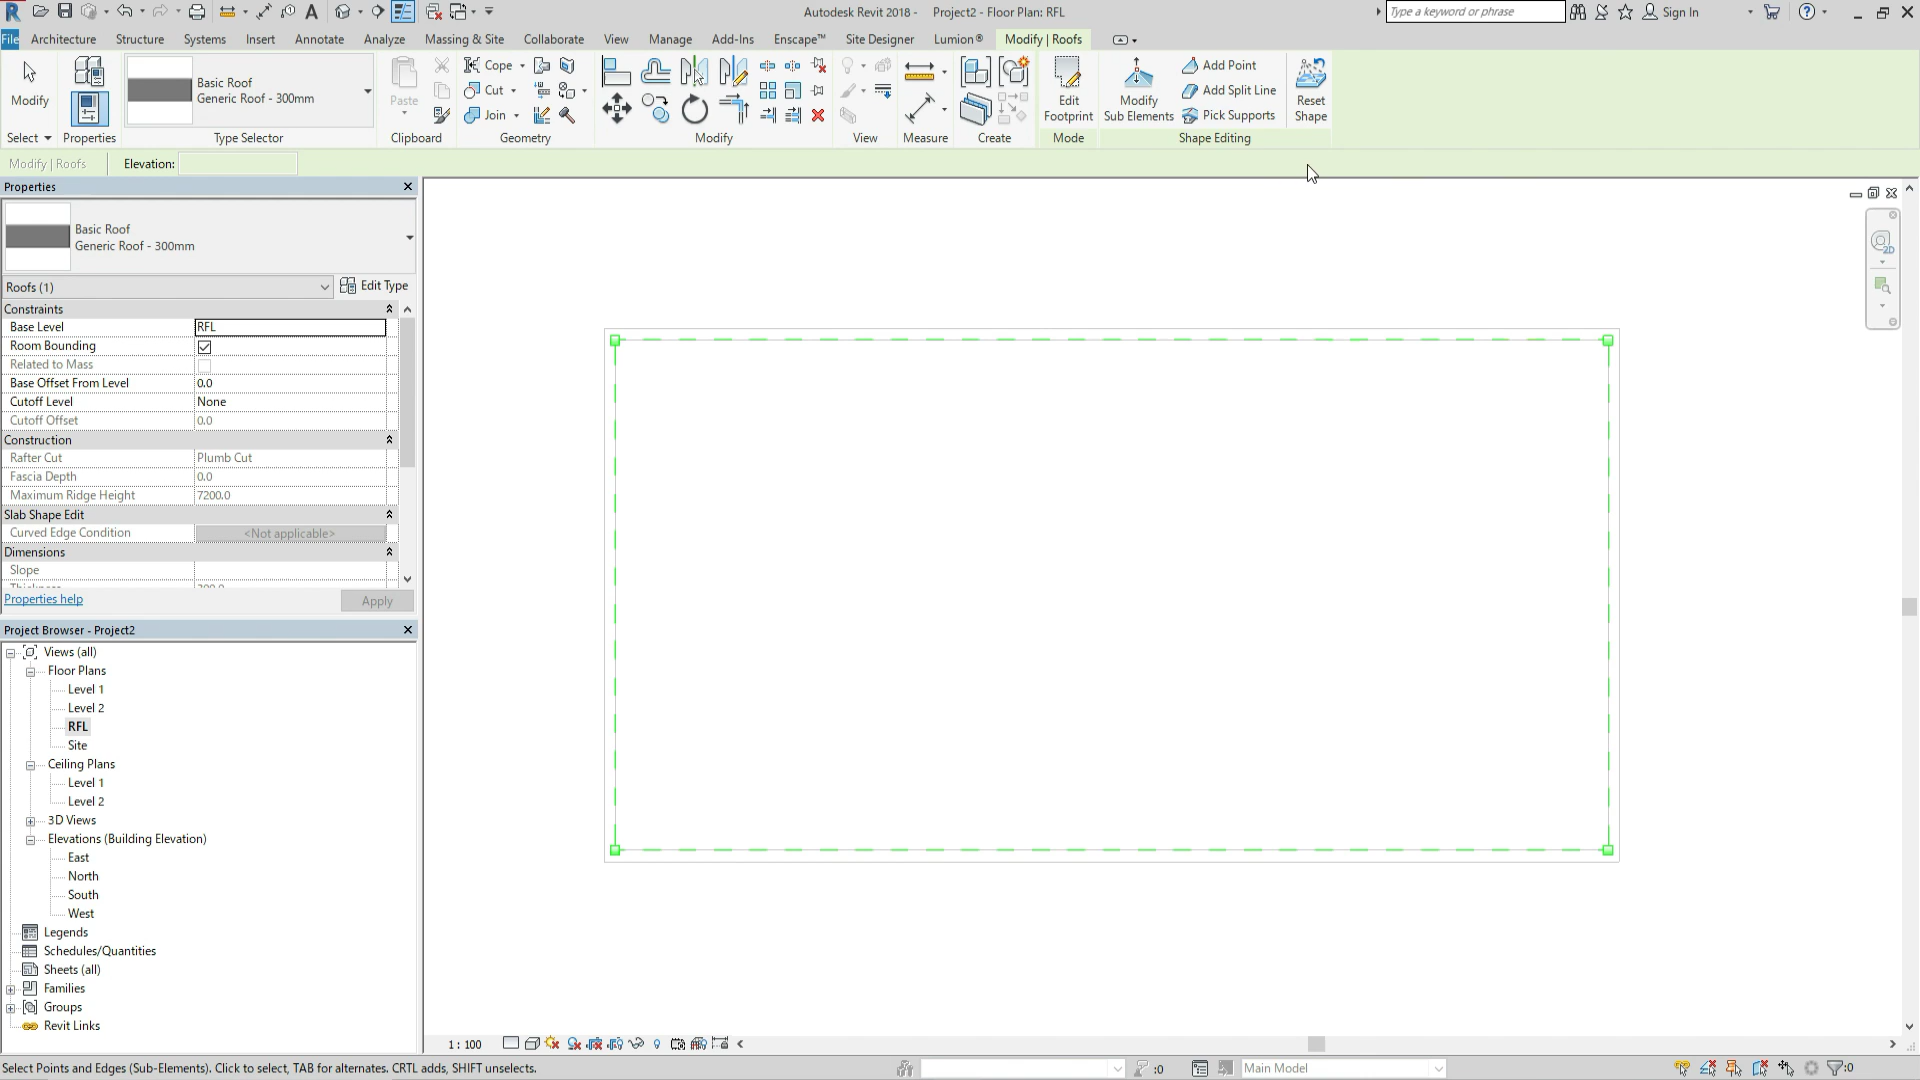 Autodesk Revit 2018 - Project2 - Floor Plan: RFL
Type a keyword or phrase
Sign In
File Architecture Structure Systems Insert Annotate Analyze Massing & Site Collaborate View Manage Add-Ins Enscape™ Site Designer Lumion® Modify | Roofs
Modify
Select
Properties
Basic Roof
Generic Roof - 300mm
Type Selector
Paste
Clipboard
Cope
Cut
Join
Geometry
Modify
View
Measure
Create
Edit
Footprint
Mode
Modify
Sub Elements
Add Point
Add Split Line
Pick Supports
Reset
Shape
Shape Editing
Modify | Roofs
Elevation:
Properties
Basic Roof
Generic Roof - 300mm
Roofs (1)
Edit Type
Constraints
Base Level RFL
Room Bounding
Related to Mass
Base Offset From Level 0.0
Cutoff Level None
Cutoff Offset 0.0
Construction
Rafter Cut Plumb Cut
Fascia Depth 0.0
Maximum Ridge Height 7200.0
Slab Shape Edit
Curved Edge Condition <Not applicable>
Dimensions
Slope
Properties help
Apply
Project Browser - Project2
Views (all)
Floor Plans
Level 1
Level 2
RFL
Site
Ceiling Plans
Level 1
Level 2
3D Views
Elevations (Building Elevation)
East
North
South
West
Legends
Schedules/Quantities
Sheets (all)
Families
Groups
Revit Links
2D
1 : 100
Select Points and Edges (Sub-Elements). Click to select, TAB for alternates. CRTL adds, SHIFT unselects.
:0
Main Model
:0